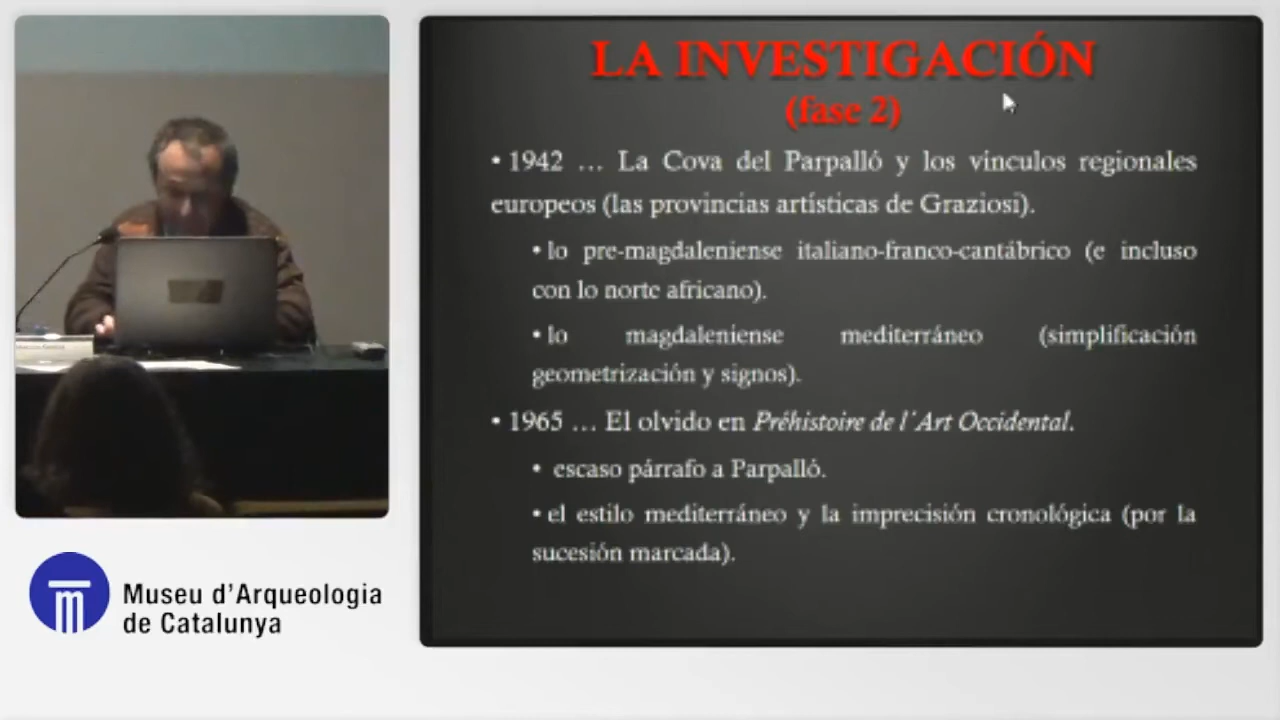 LA INVESTIGACIÓN
(fase 2)
• 1942 ... La Cova del Parpalló y los vínculos regionales
europeos (las provincias artísticas de Graziosi).
• lo pre-magdaleniense italiano-franco-cantábrico (e incluso
con lo norte africano).
• lo magdaleniense mediterráneo (simplificación
geometrización y signos).
• 1965 ... El olvido en Préhistoire de l´Art Occidental.
• escaso párrafo a Parpalló.
• el estilo mediterráneo y la imprecisión cronológica (por la
sucesión marcada).
Museu d'Arqueologia
de Catalunya